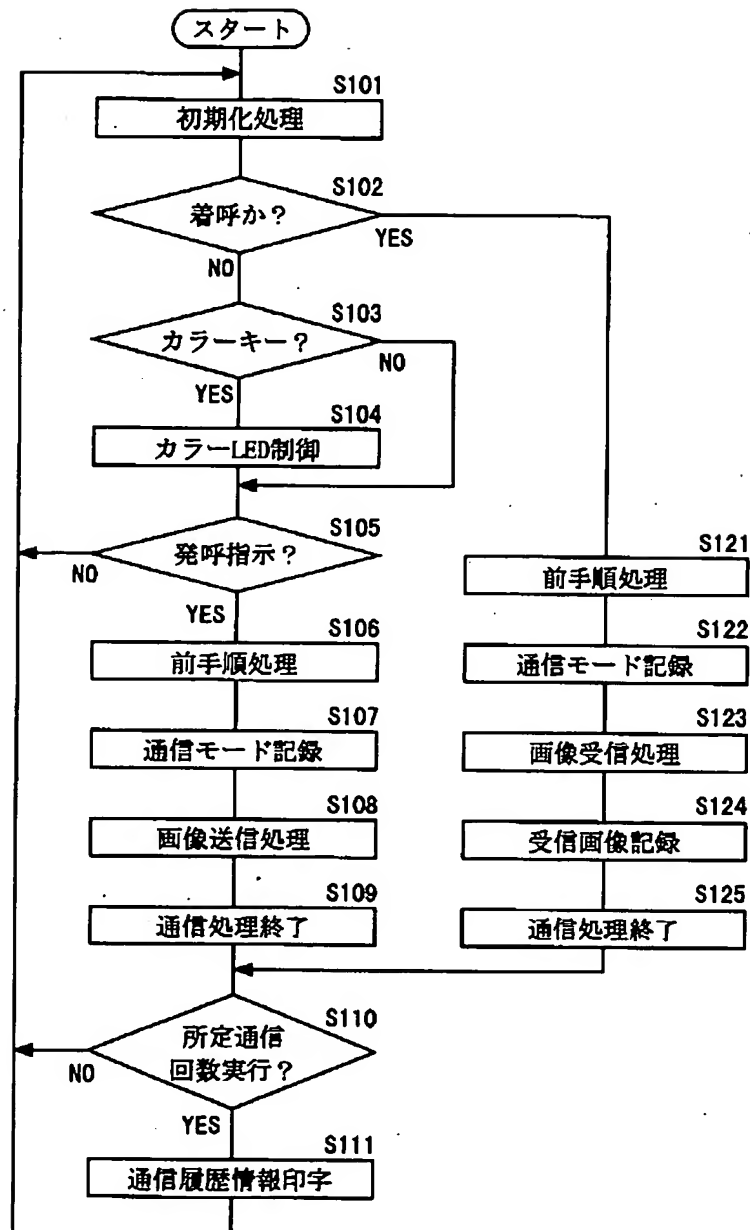 スタート
S101
初期化処理
S102
着呼か？
YES
NO
S103
カラーキー？
NO
YES
S104
カラーLED制御
S105
発呼指示？
NO
YES
S106
前手順処理
S107
通信モード記録
S108
画像送信処理
S109
通信処理終了
S121
前手順処理
S122
通信モード記録
S123
画像受信処理
S124
受信画像記録
S125
通信処理終了
S110
所定通信
回数実行？
NO
YES
S111
通信履歴情報印字